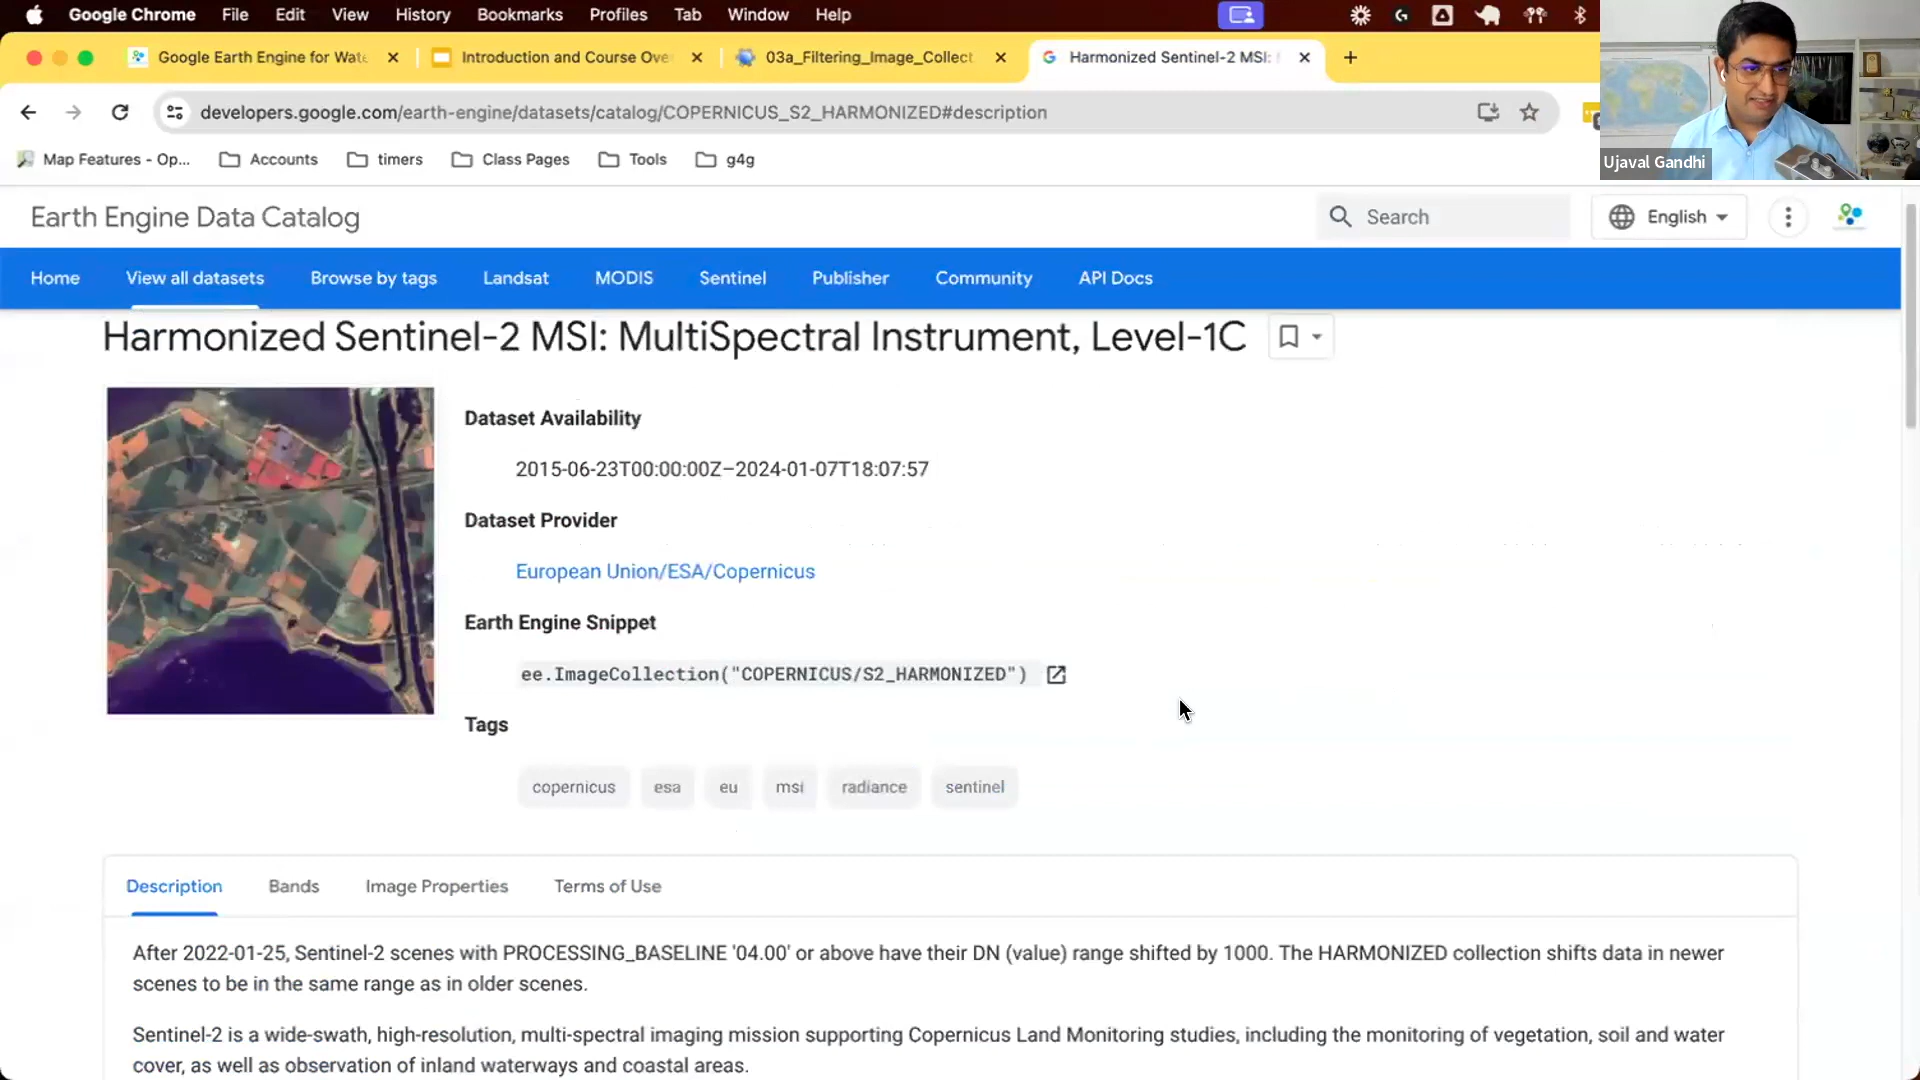 Google Chrome File Edit View History Bookmarks Profiles Tab Window Help
Google Earth Engine for Wate
Introduction and Course Ove
03a_Filtering_Image_Collect
Harmonized Sentinel-2 MSI:
developers.google.com/earth-engine/datasets/catalog/COPERNICUS_S2_HARMONIZED#description
Map Features - Op... Accounts timers Class Pages Tools g4g
Ujaval Gandhi
Earth Engine Data Catalog
Search
English
Home View all datasets Browse by tags Landsat MODIS Sentinel Publisher Community API Docs
Harmonized Sentinel-2 MSI: MultiSpectral Instrument, Level-1C
Dataset Availability
2015-06-23T00:00:00Z–2024-01-07T18:07:57
Dataset Provider
European Union/ESA/Copernicus
Earth Engine Snippet
ee.ImageCollection("COPERNICUS/S2_HARMONIZED")
Tags
copernicus esa eu msi radiance sentinel
Description Bands Image Properties Terms of Use
After 2022-01-25, Sentinel-2 scenes with PROCESSING_BASELINE '04.00' or above have their DN (value) range shifted by 1000. The HARMONIZED collection shifts data in newer
scenes to be in the same range as in older scenes.
Sentinel-2 is a wide-swath, high-resolution, multi-spectral imaging mission supporting Copernicus Land Monitoring studies, including the monitoring of vegetation, soil and water
cover, as well as observation of inland waterways and coastal areas.